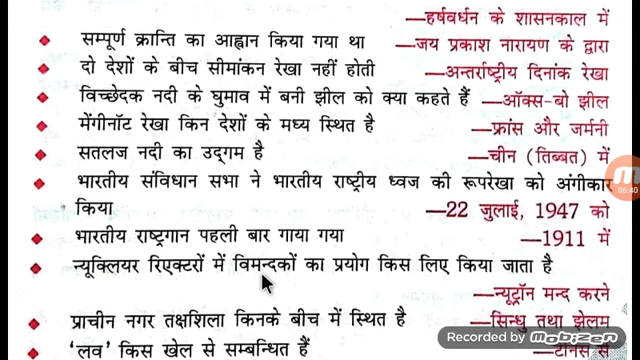 —हर्षवर्धन के शासनकाल में
सम्पूर्ण क्रान्ति का आह्वान किया गया था —जय प्रकाश नारायण के द्वारा
दो देशों के बीच सीमांकन रेखा नहीं होती —अन्तर्राष्ट्रीय दिनांक रेखा
विच्छेदक नदी के घुमाव में बनी झील को क्या कहते हैं —ऑक्स-बो झील
मेंगीनॉट रेखा किन देशों के मध्य स्थित है —फ्रांस और जर्मनी
सतलज नदी का उद्गम है —चीन (तिब्बत) में
भारतीय संविधान सभा ने भारतीय राष्ट्रीय ध्वज को रूपरेखा को अंगीकार
किया —22 जुलाई, 1947 को
06:40
भारतीय राष्ट्रगान पहली बार गाया गया —1911 में
न्यूक्लियर रिएक्टरों में विमन्दकों का प्रयोग किस लिए किया जाता है
—न्यूट्रॉन मन्द करने
प्राचीन नगर तक्षशिला किनके बीच में स्थित है —सिन्धु तथा झेलम
'लव' किस खेल से सम्बन्धित हैं —टेनिस से
Recorded by Mobizen